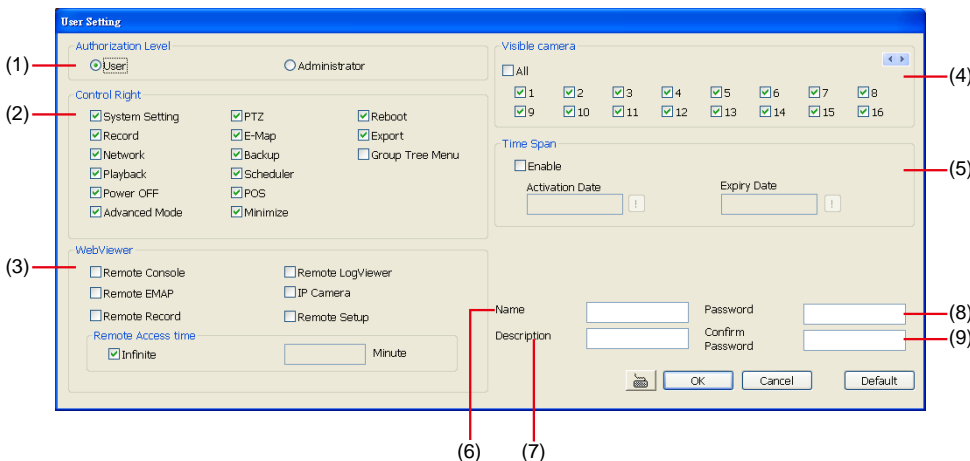 User Setting
Authorization Level
User
Administrator
Control Right
System Setting
PTZ
Reboot
Record
E-Map
Export
Network
Backup
Group Tree Menu
Playback
Scheduler
Power OFF
POS
Advanced Mode
Minimize
WebViewer
Remote Console
Remote LogViewer
Remote EMAP
IP Camera
Remote Record
Remote Setup
Remote Access time
Infinite
Minute
Visible camera
All
1 2 3 4 5 6 7 8
9 10 11 12 13 14 15 16
Time Span
Enable
Activation Date
Expiry Date
!
!
Name
Password
Description
Confirm
Password
OK
Cancel
Default
(1)
(2)
(3)
(4)
(5)
(6)
(7)
(8)
(9)